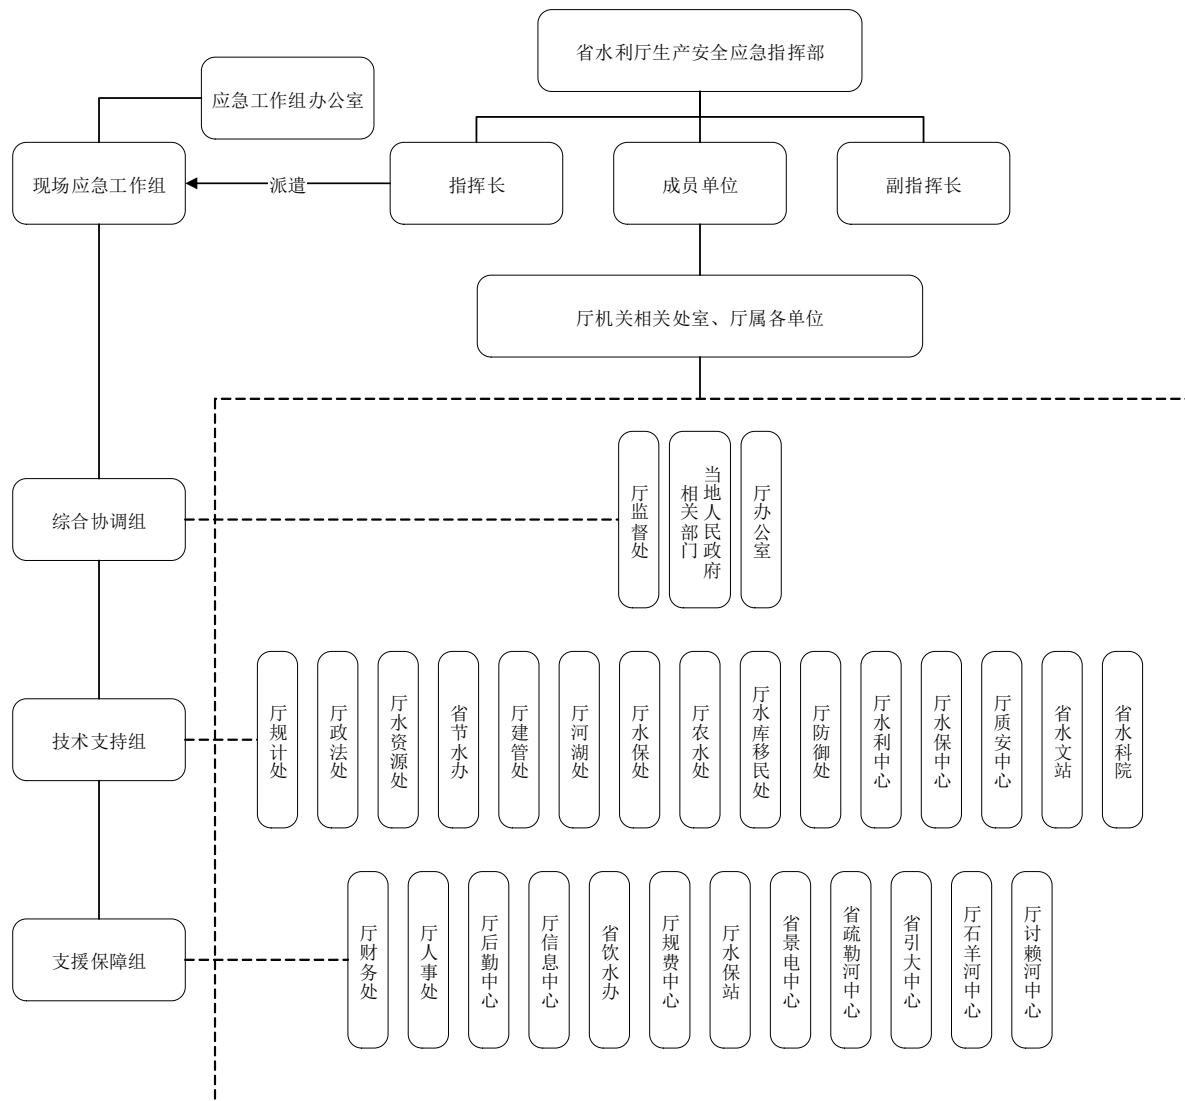 省水利厅生产安全应急指挥部
应急工作组办公室
现场应急工作组
派遣
指挥长
成员单位
副指挥长
厅机关相关处室、厅属各单位
综合协调组
厅监督处
当地人民政府
相关部门
厅办公室
技术支持组
厅规计处
厅政法处
厅水资源处
省节水办
厅建管处
厅河湖处
厅水保处
厅农水处
厅水库移民处
厅防御处
厅水利中心
厅水保中心
厅质安中心
省水文站
省水科院
支援保障组
厅财务处
厅人事处
厅后勤中心
厅信息中心
省饮水办
厅规费中心
厅水保站
省景电中心
省疏勒河中心
省引大中心
厅石羊河中心
厅讨赖河中心